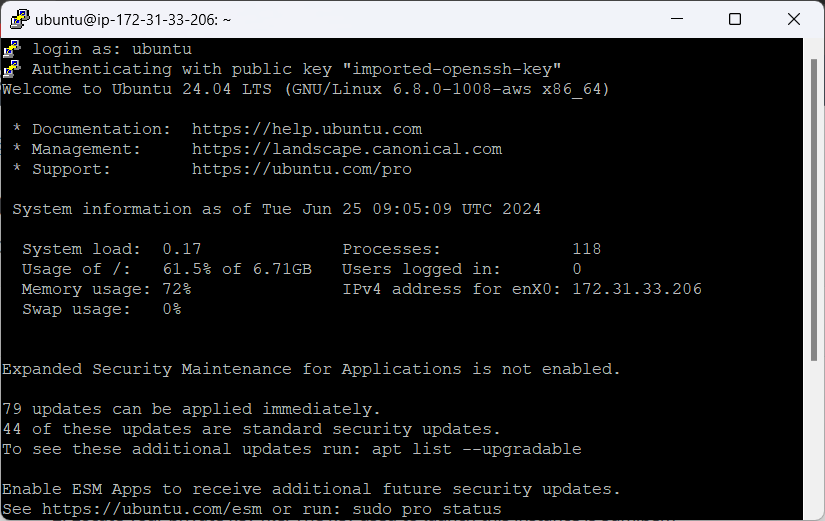 ubuntu@ip-172-31-33-206: ~
login as: ubuntu
Authenticating with public key "imported-openssh-key"
Welcome to Ubuntu 24.04 LTS (GNU/Linux 6.8.0-1008-aws x86_64)
* Documentation:  https://help.ubuntu.com
* Management:     https://landscape.canonical.com
* Support:        https://ubuntu.com/pro
System information as of Tue Jun 25 09:05:09 UTC 2024
System load:  0.17              Processes:             118
Usage of /:   61.5% of 6.71GB   Users logged in:       0
Memory usage: 72%               IPv4 address for enX0: 172.31.33.206
Swap usage:   0%
Expanded Security Maintenance for Applications is not enabled.
79 updates can be applied immediately.
44 of these updates are standard security updates.
To see these additional updates run: apt list --upgradable
Enable ESM Apps to receive additional future security updates.
See https://ubuntu.com/esm or run: sudo pro status